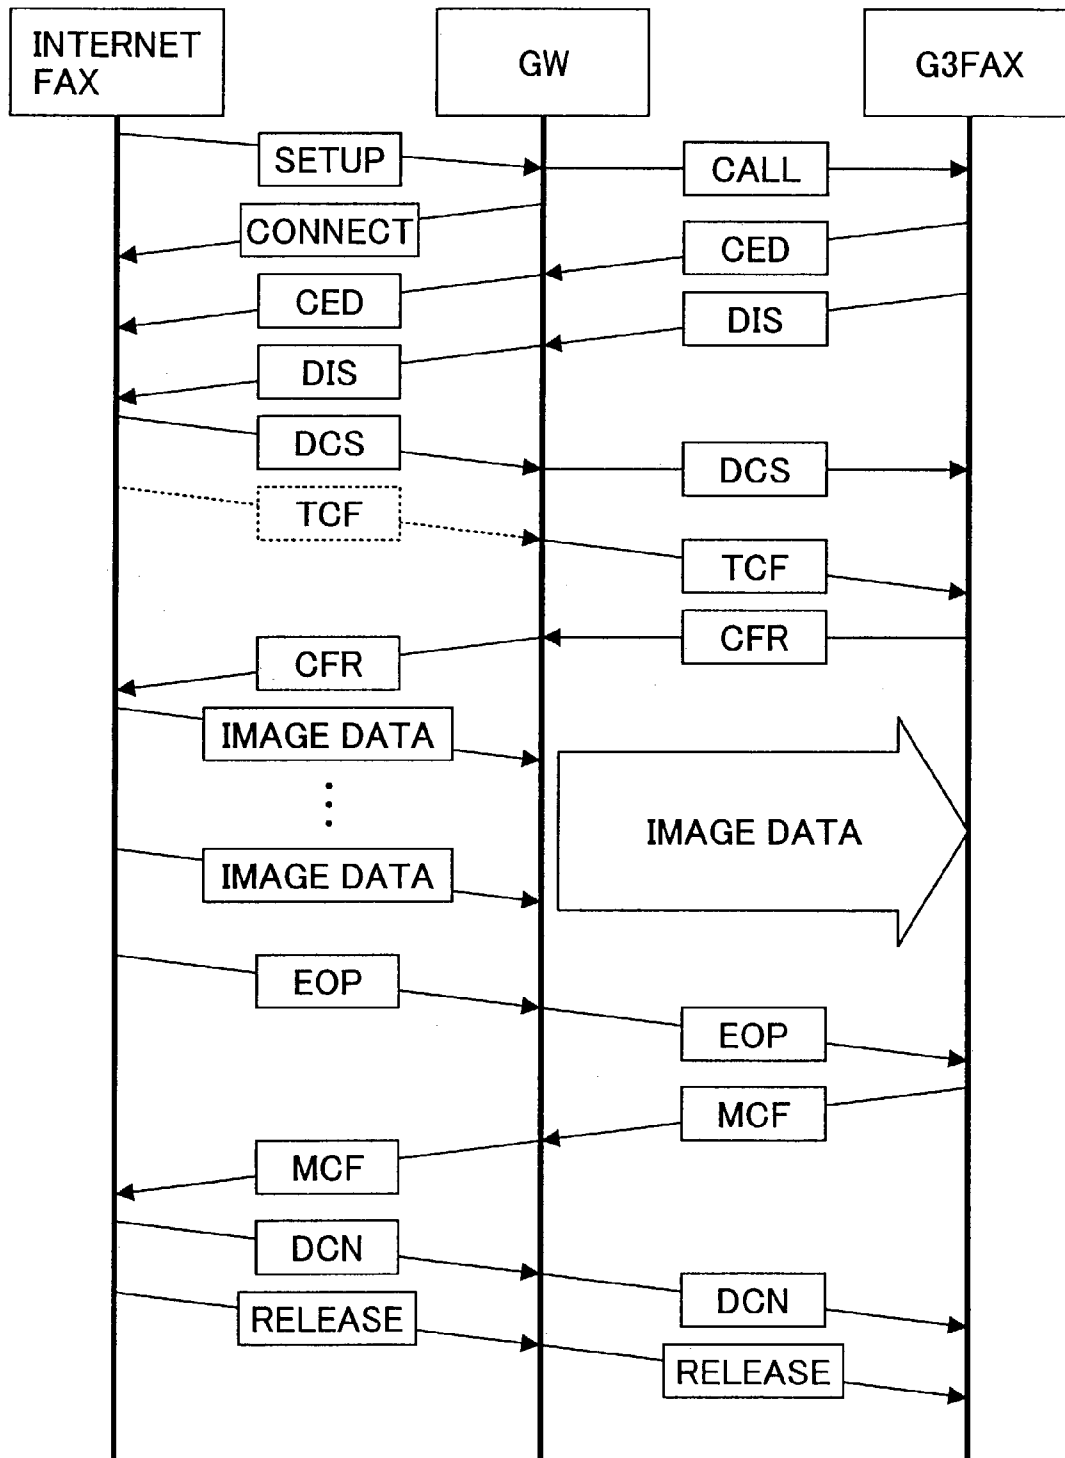 INTERNET
FAX
GW
G3FAX
SETUP
CALL
CONNECT
CED
CED
DIS
DIS
DCS
DCS
TCF
TCF
CFR
CFR
IMAGE DATA
IMAGE DATA
IMAGE DATA
EOP
EOP
MCF
MCF
DCN
DCN
RELEASE
RELEASE